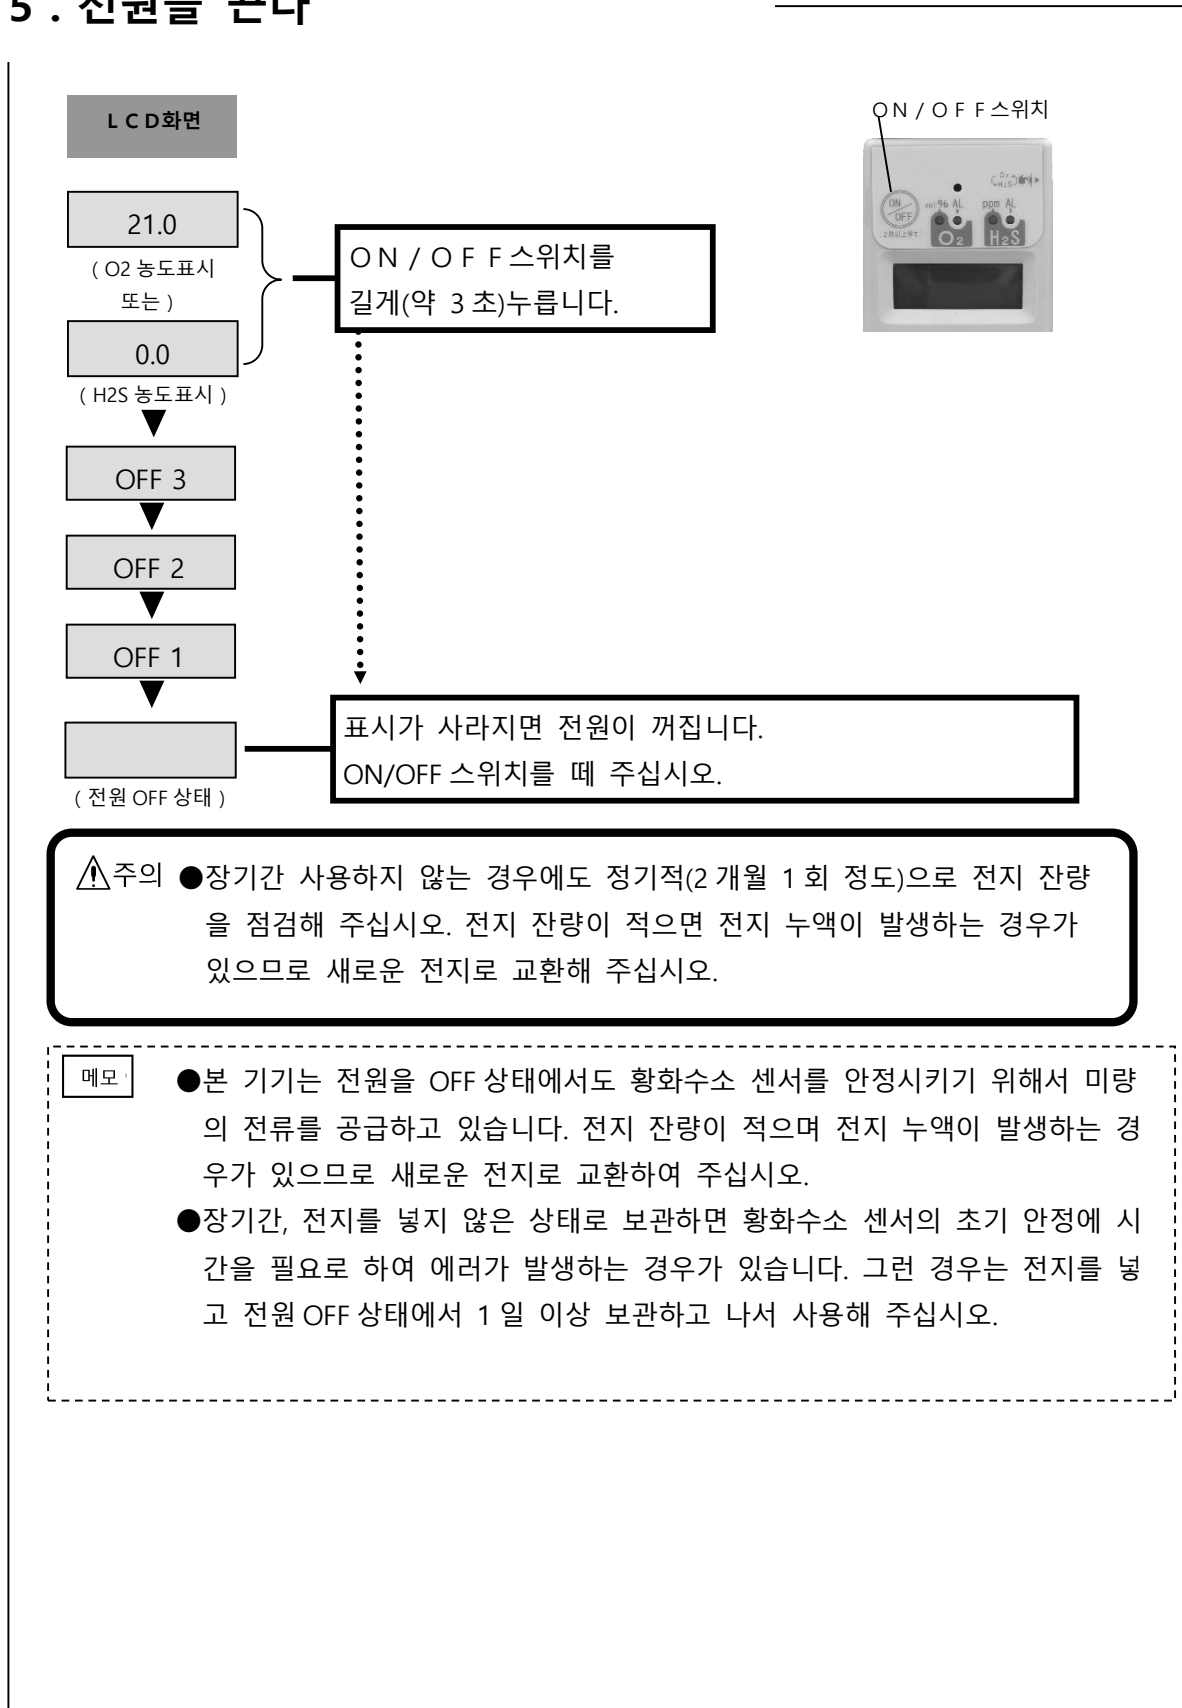 5 . 전원을 끈다
L C D화면
O N / O F F 스위치
21.0
( O2 농도표시
또는 )
0.0
( H2S 농도표시 )
O N / O F F 스위치를
길게(약 3 초)누릅니다.
ON
OFF
vol% AL
ppm AL
O2
H2S
OFF 3
OFF 2
OFF 1
( 전원 OFF 상태 )
표시가 사라지면 전원이 꺼집니다.
ON/OFF 스위치를 떼 주십시오.
주의 ●장기간 사용하지 않는 경우에도 정기적(2 개월 1 회 정도)으로 전지 잔량
을 점검해 주십시오. 전지 잔량이 적으면 전지 누액이 발생하는 경우가
있으므로 새로운 전지로 교환해 주십시오.
메모 ●본 기기는 전원을 OFF 상태에서도 황화수소 센서를 안정시키기 위해서 미량
의 전류를 공급하고 있습니다. 전지 잔량이 적으며 전지 누액이 발생하는 경
우가 있으므로 새로운 전지로 교환하여 주십시오.
●장기간, 전지를 넣지 않은 상태로 보관하면 황화수소 센서의 초기 안정에 시
간을 필요로 하여 에러가 발생하는 경우가 있습니다. 그런 경우는 전지를 넣
고 전원 OFF 상태에서 1 일 이상 보관하고 나서 사용해 주십시오.